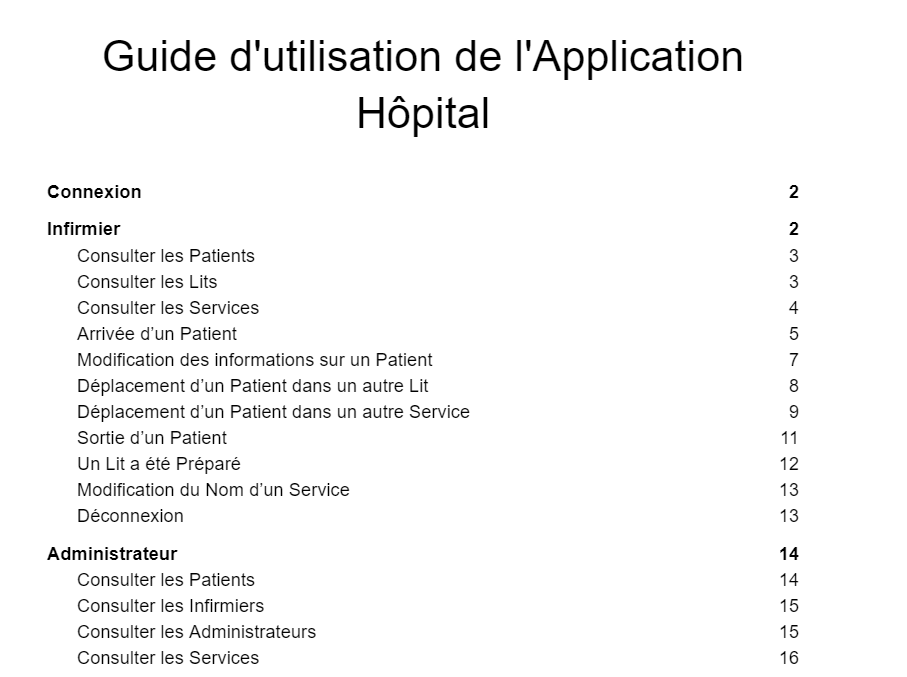 Guide d'utilisation de l'Application
Hôpital
Connexion 2
Infirmier 2
Consulter les Patients 3
Consulter les Lits 3
Consulter les Services 4
Arrivée d’un Patient 5
Modification des informations sur un Patient 7
Déplacement d’un Patient dans un autre Lit 8
Déplacement d’un Patient dans un autre Service 9
Sortie d’un Patient 11
Un Lit a été Préparé 12
Modification du Nom d’un Service 13
Déconnexion 13
Administrateur 14
Consulter les Patients 14
Consulter les Infirmiers 15
Consulter les Administrateurs 15
Consulter les Services 16